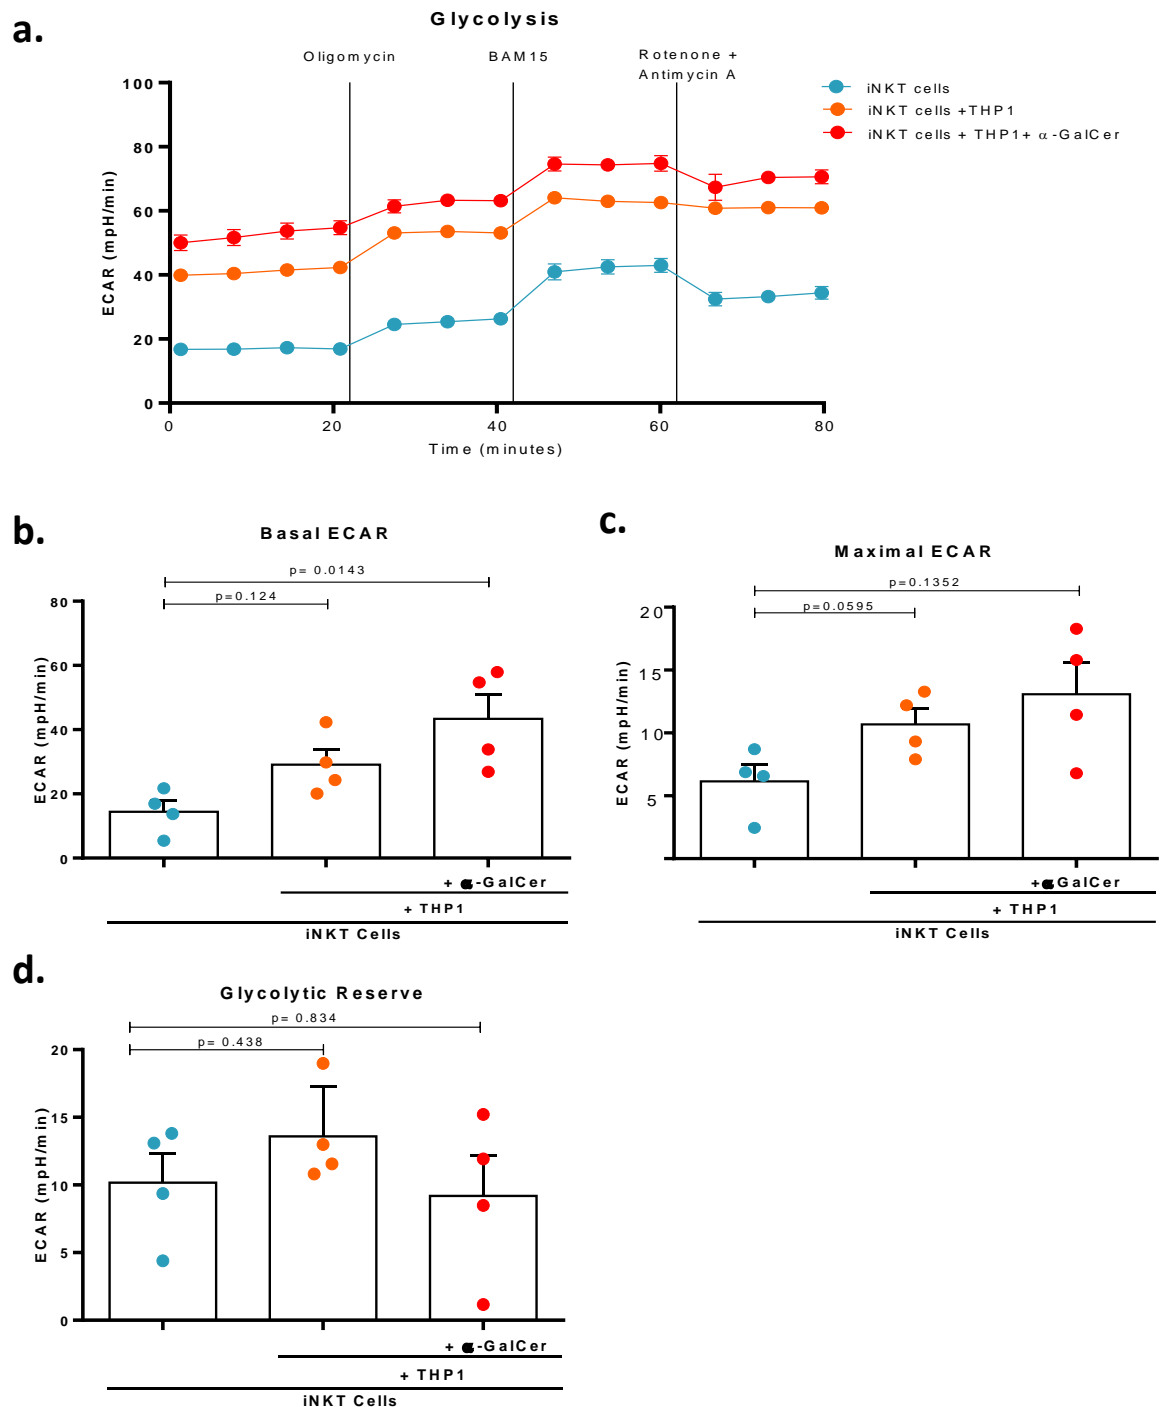 a.
Glycolysis
Oligomycin
BAM15
Rotenone +
Antimycin A
iNKT cells
iNKT cells +THP1
iNKT cells + THP1+ α-GalCer
ECAR (mpH/min)
100
80
60
40
20
0
0 20 40 60 80
Time (minutes)
b.
Basal ECAR
p= 0.0143
p=0.124
ECAR (mpH/min)
80
60
40
20
0
+ α-GalCer
+ THP1
iNKT Cells
c.
Maximal ECAR
p=0.1352
p=0.0595
ECAR (mpH/min)
20
15
10
5
+αGalCer
+ THP1
iNKT Cells
d.
Glycolytic Reserve
p= 0.834
p= 0.438
ECAR (mpH/min)
20
15
10
5
0
+ α-GalCer
+ THP1
iNKT Cells